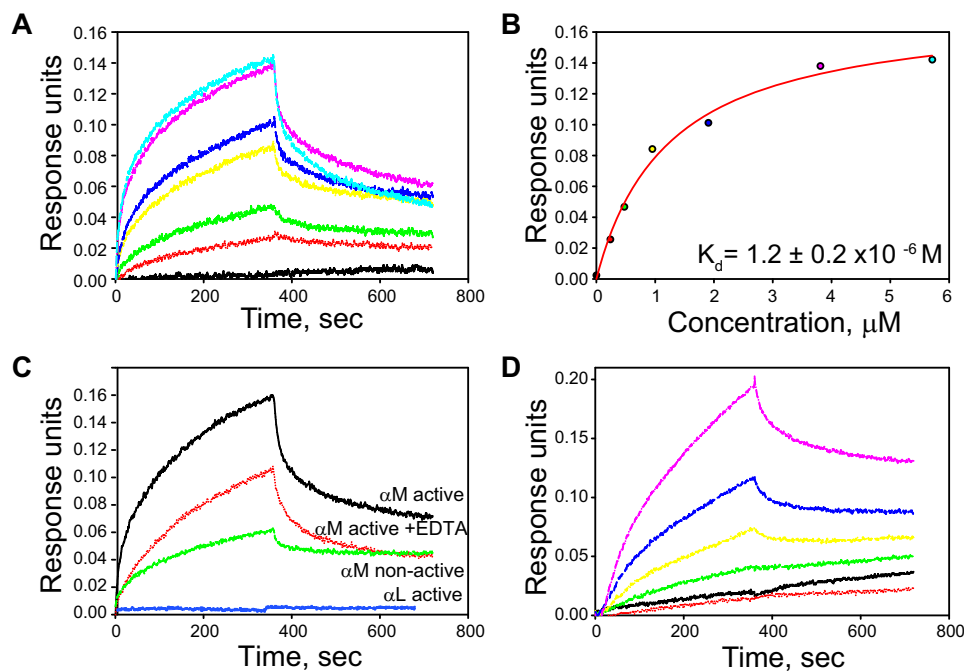 A
Response units
0.16
0.14
0.12
0.10
0.08
0.06
0.04
0.02
0.00
0 200 400 600 800
Time, sec
B
Response units
0.16
0.14
0.12
0.10
0.08
0.06
0.04
0.02
0.00
Kd= 1.2 ± 0.2 x10 -6 M
0 1 2 3 4 5 6
Concentration, μM
C
Response units
0.16
0.14
0.12
0.10
0.08
0.06
0.04
0.02
0.00
αM active
αM active +EDTA
αM non-active
αL active
0 200 400 600 800
Time, sec
D
Response units
0.20
0.15
0.10
0.05
0.00
0 200 400 600 800
Time, sec